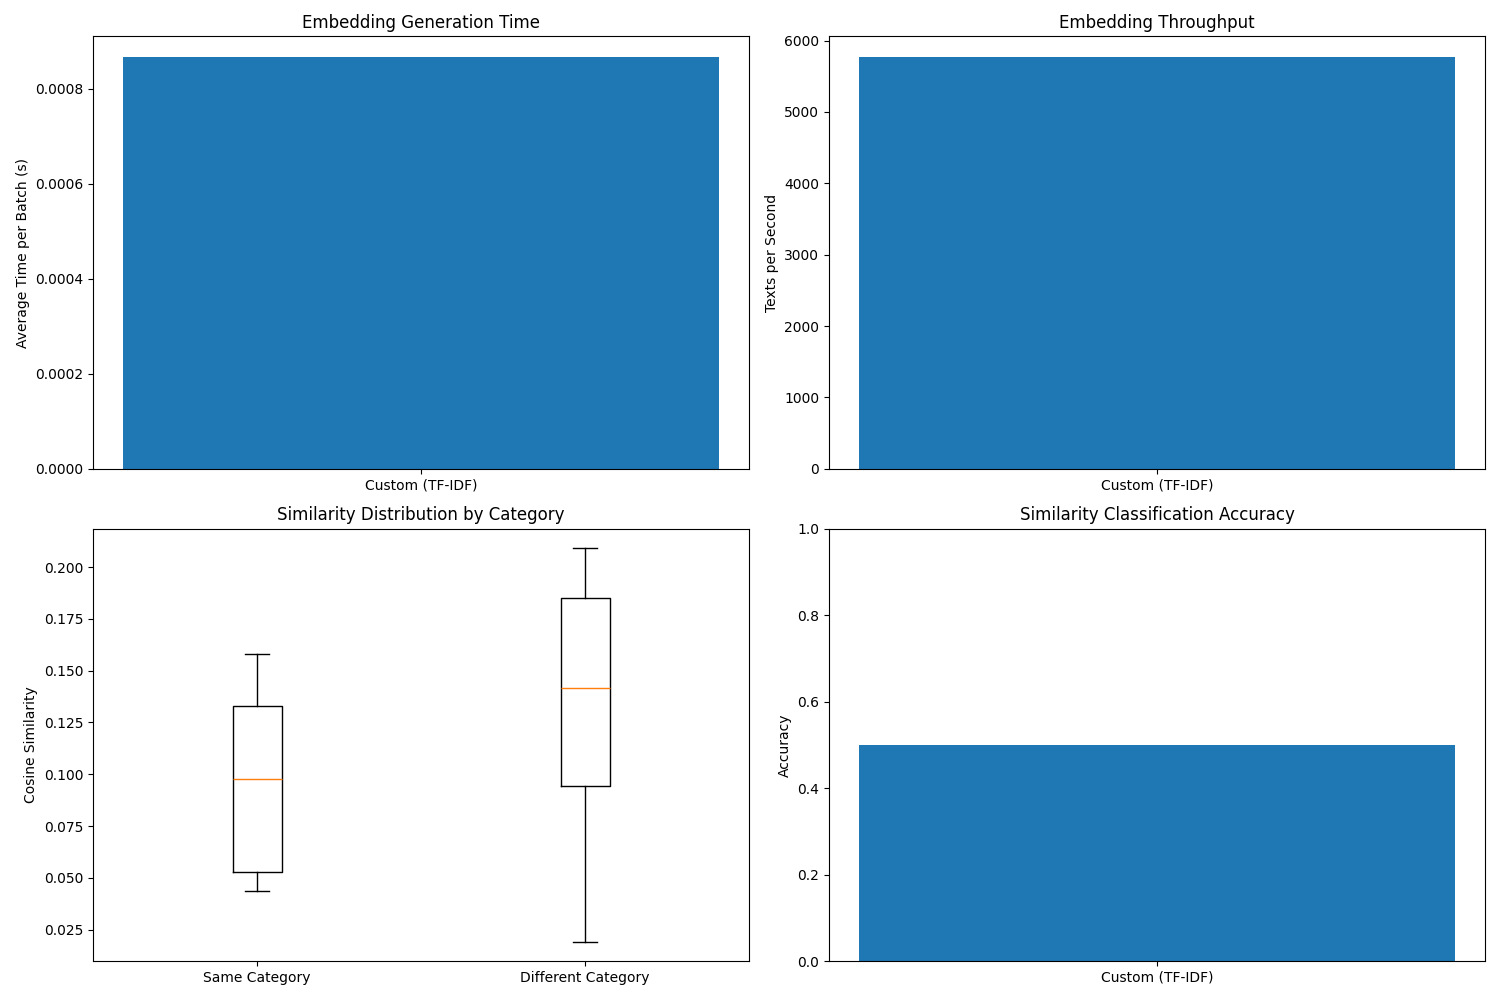 Embedding Generation Time
Average Time per Batch (s)
0.0008
0.0006
0.0004
0.0002
0.0000
Custom (TF-IDF)
Embedding Throughput
Texts per Second
6000
5000
4000
3000
2000
1000
0
Custom (TF-IDF)
Similarity Distribution by Category
Cosine Similarity
0.200
0.175
0.150
0.125
0.100
0.075
0.050
0.025
Same Category
Different Category
Similarity Classification Accuracy
Accuracy
1.0
0.8
0.6
0.4
0.2
0.0
Custom (TF-IDF)